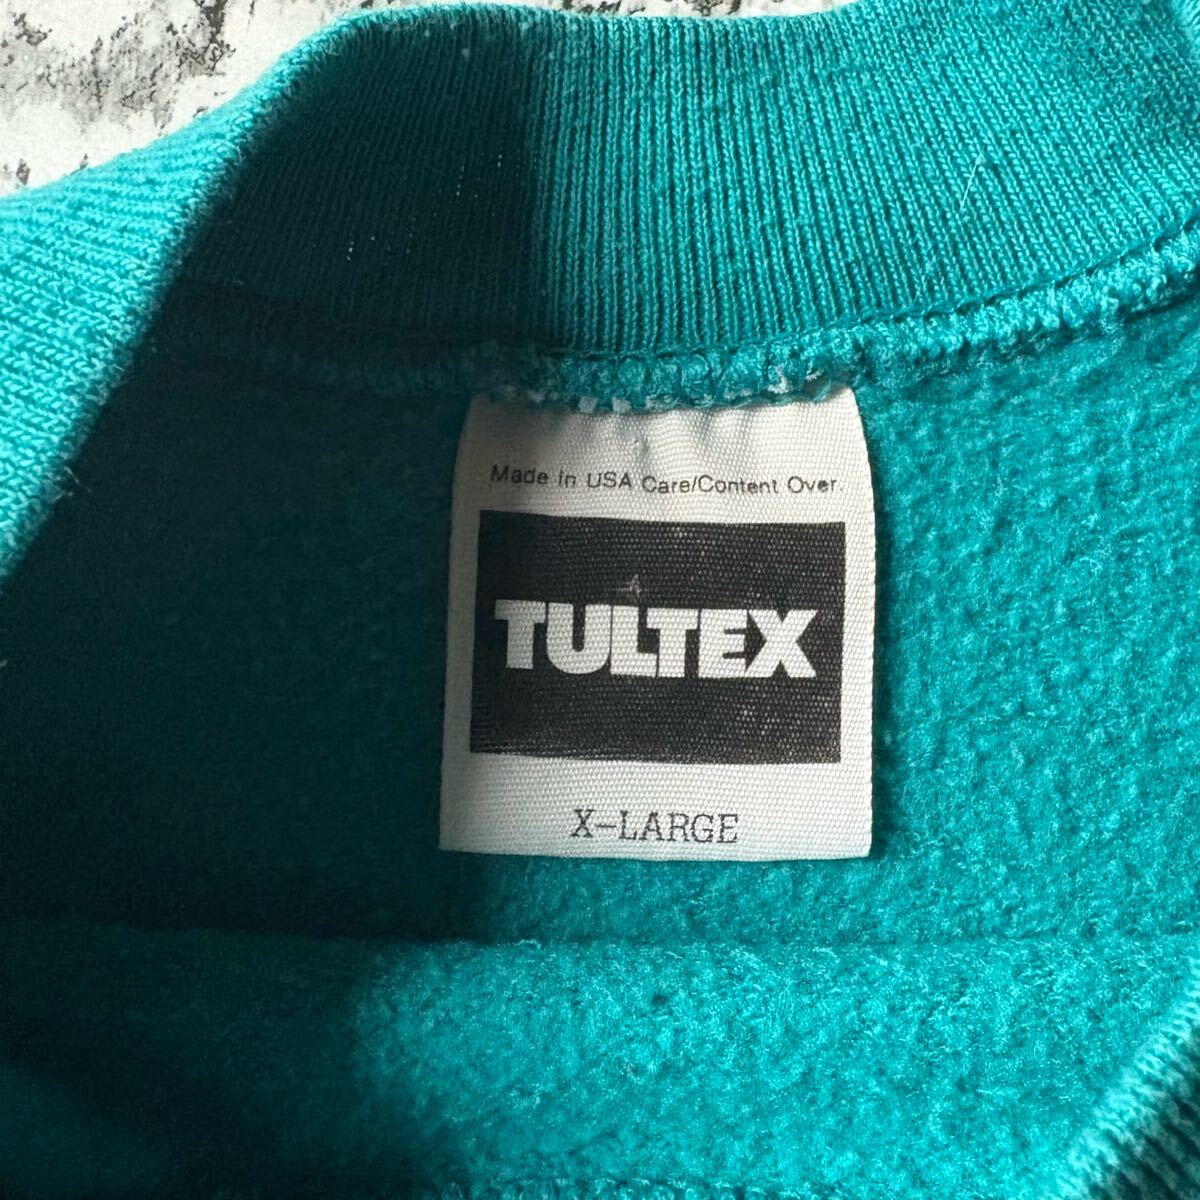 Made in USA Care/Content Over.
TULTEX
X-LARGE